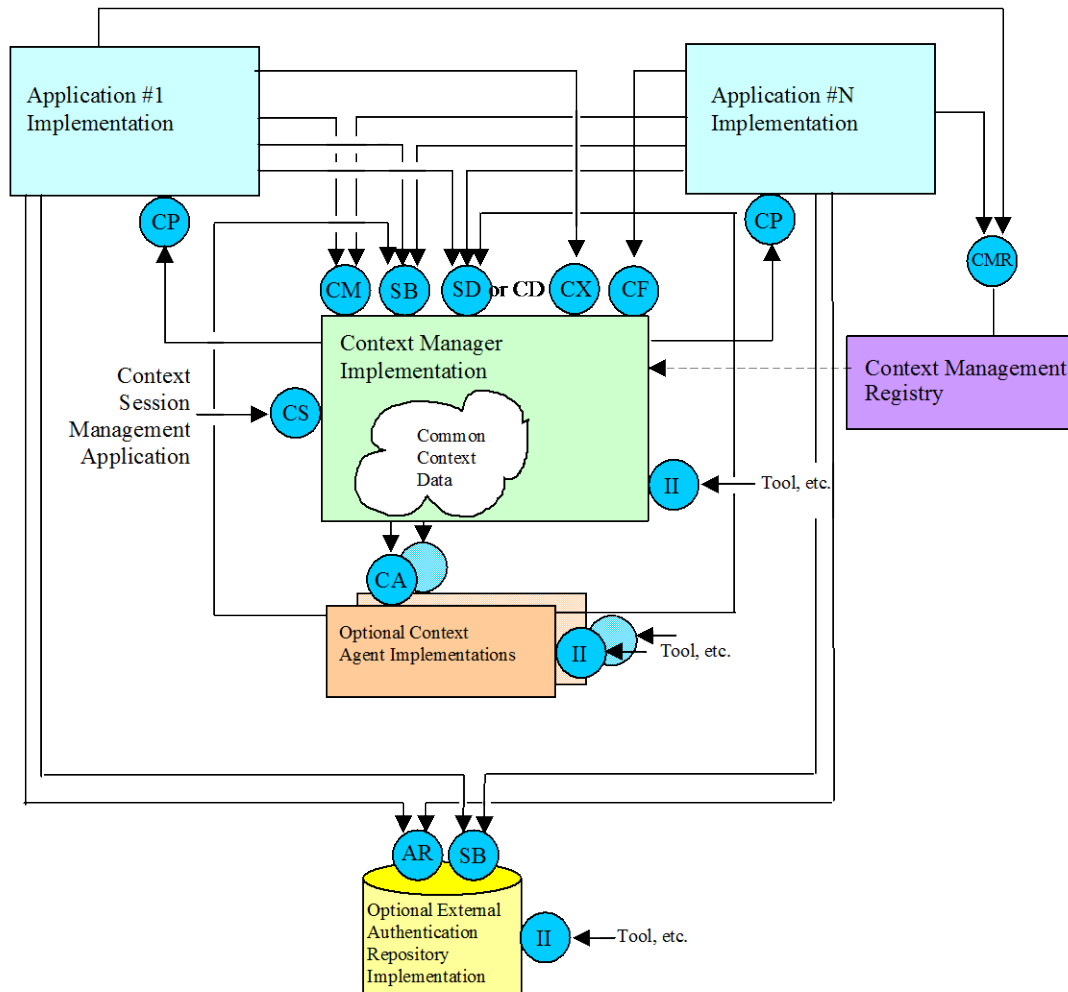 Application #1
Implementation
Application #N
Implementation
CP
CP
CMR
CM
SB
SD
or CD
CX
CF
Context Manager
Implementation
Context Management
Registry
Context
Session
Management
Application
CS
Common
Context
Data
II
Tool, etc.
CA
Optional Context
Agent Implementations
II
Tool, etc.
AR
SB
Optional External
Authentication
Repository
Implementation
II
Tool, etc.